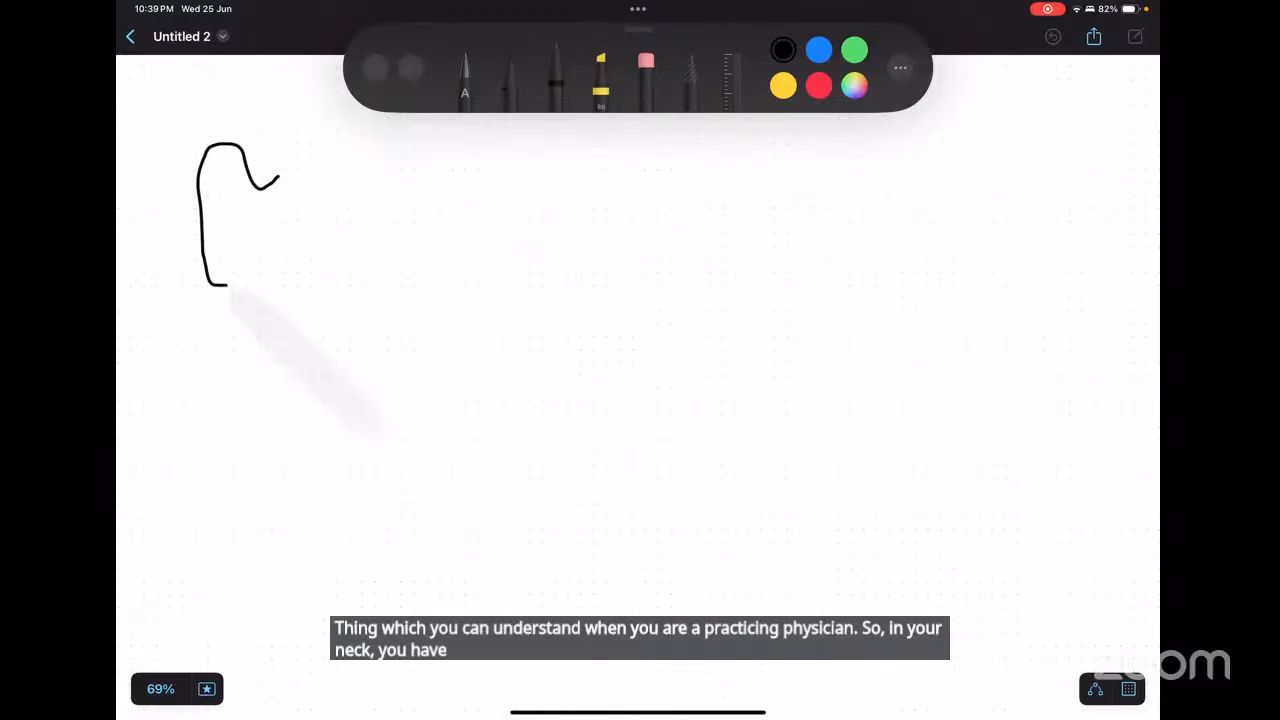 10:39 PM Wed 25 Jun
82%
Untitled 2
A
69
Thing which you can understand when you are a practicing physician. So, in your
neck, you have
69%
zoom